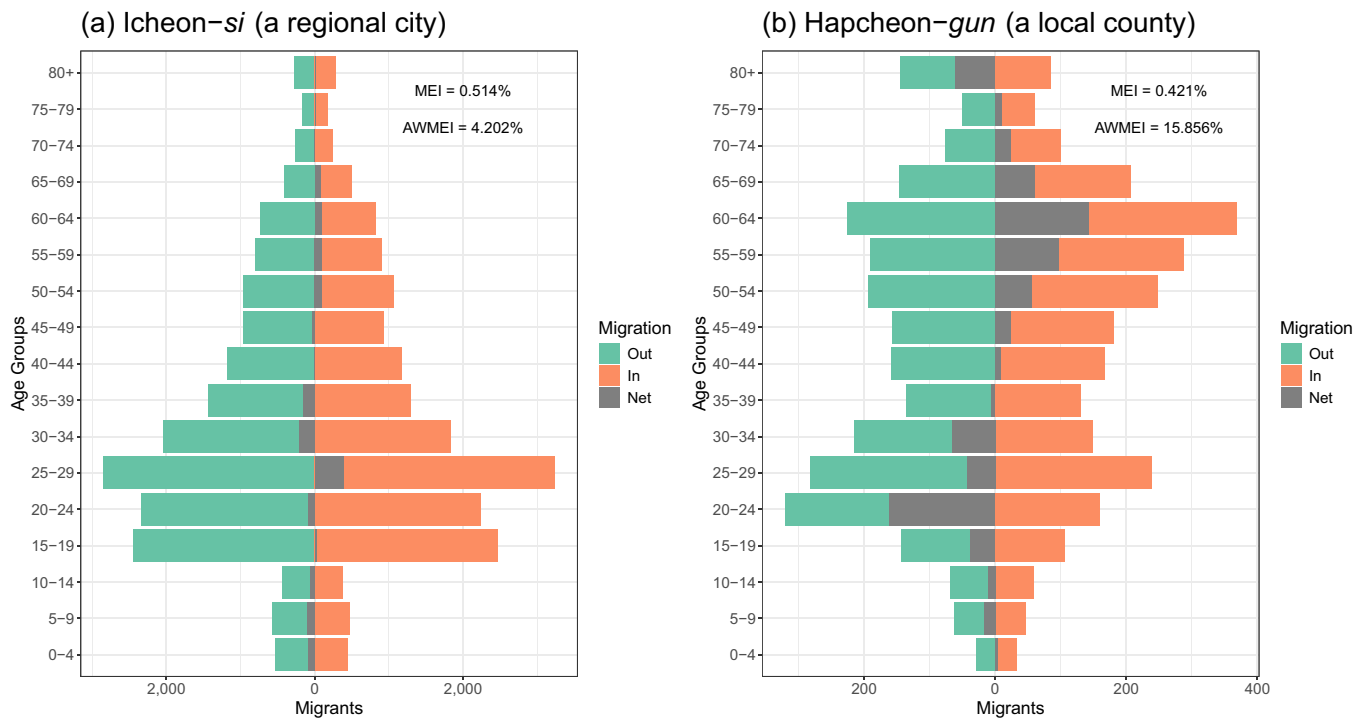 (a) Icheon−si (a regional city)
Age Groups
80+
75−79
70−74
65−69
60−64
55−59
50−54
45−49
40−44
35−39
30−34
25−29
20−24
15−19
10−14
5−9
0−4
MEI = 0.514%
AWMEI = 4.202%
2,000
0
2,000
Migrants
Migration
Out
In
Net
(b) Hapcheon−gun (a local county)
Age Groups
80+
75−79
70−74
65−69
60−64
55−59
50−54
45−49
40−44
35−39
30−34
25−29
20−24
15−19
10−14
5−9
0−4
MEI = 0.421%
AWMEI = 15.856%
200
0
200
400
Migrants
Migration
Out
In
Net